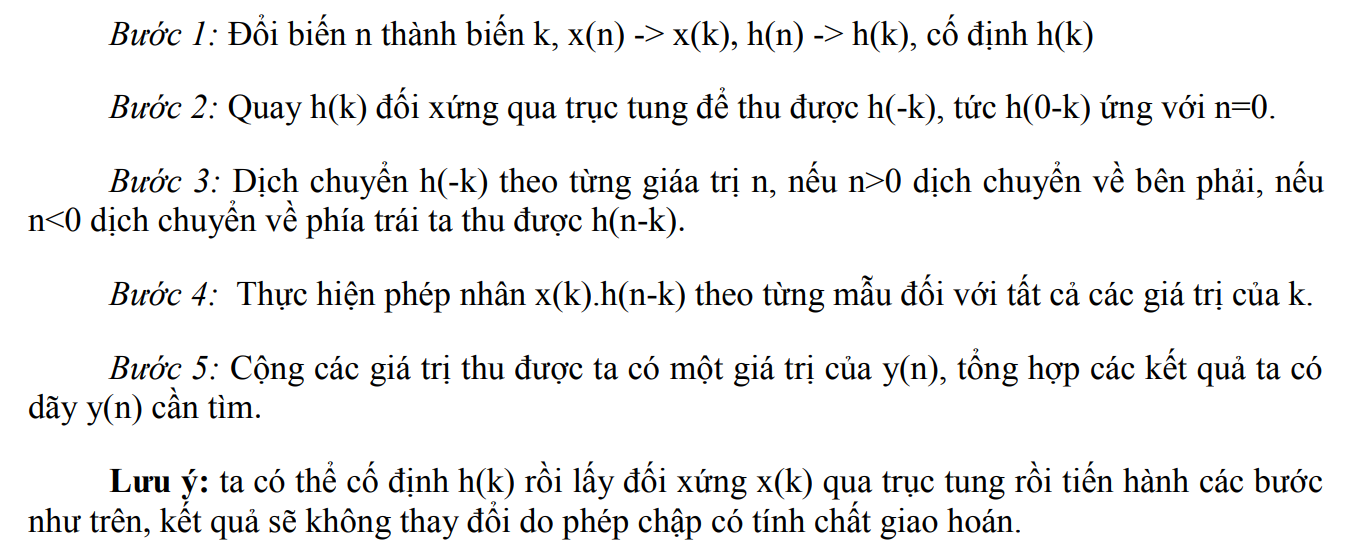 Bước 1: Đổi biến n thành biến k, x(n) -> x(k), h(n) -> h(k), cố định h(k)
Bước 2: Quay h(k) đối xứng qua trục tung để thu được h(-k), tức h(0-k) ứng với n=0.
Bước 3: Dịch chuyển h(-k) theo từng giáa trị n, nếu n>0 dịch chuyển về bên phải, nếu
n<0 dịch chuyển về phía trái ta thu được h(n-k).
Bước 4: Thực hiện phép nhân x(k).h(n-k) theo từng mẫu đối với tất cả các giá trị của k.
Bước 5: Cộng các giá trị thu được ta có một giá trị của y(n), tổng hợp các kết quả ta có
dãy y(n) cần tìm.
Lưu ý: ta có thể cố định h(k) rồi lấy đối xứng x(k) qua trục tung rồi tiến hành các bước
như trên, kết quả sẽ không thay đổi do phép chập có tính chất giao hoán.